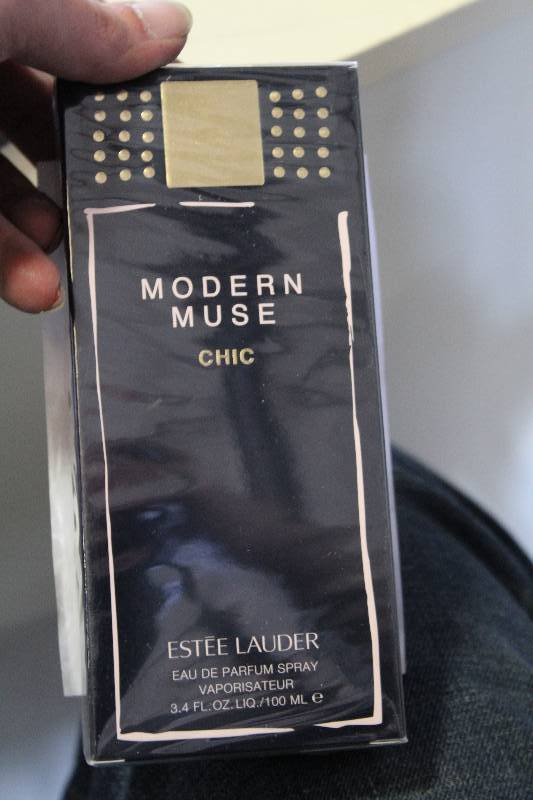 MODERN
MUSE
CHIC
ESTĒE LAUDER
EAU DE PARFUM SPRAY
VAPORISATEUR
3.4 FL.OZ.LIQ./100 ML ℮